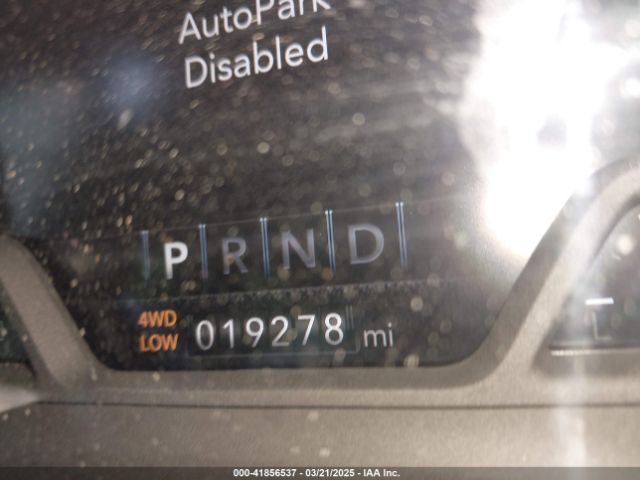 AutoPark
Disabled
P R N D
4WD
LOW
019278 mi
L
000-41856537 - 03/21/2025 - IAA Inc.